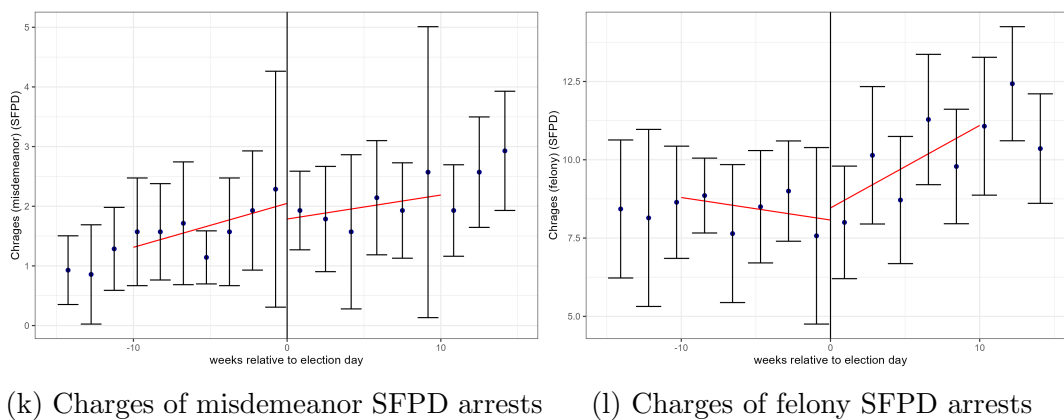 5
4
3
2
1
0
Chrages (misdemeanor) (SFPD)
-10
0
10
weeks relative to election day
(k) Charges of misdemeanor SFPD arrests
12.5
10.0
7.5
5.0
Chrages (felony) (SFPD)
-10
0
10
weeks relative to election day
(l) Charges of felony SFPD arrests